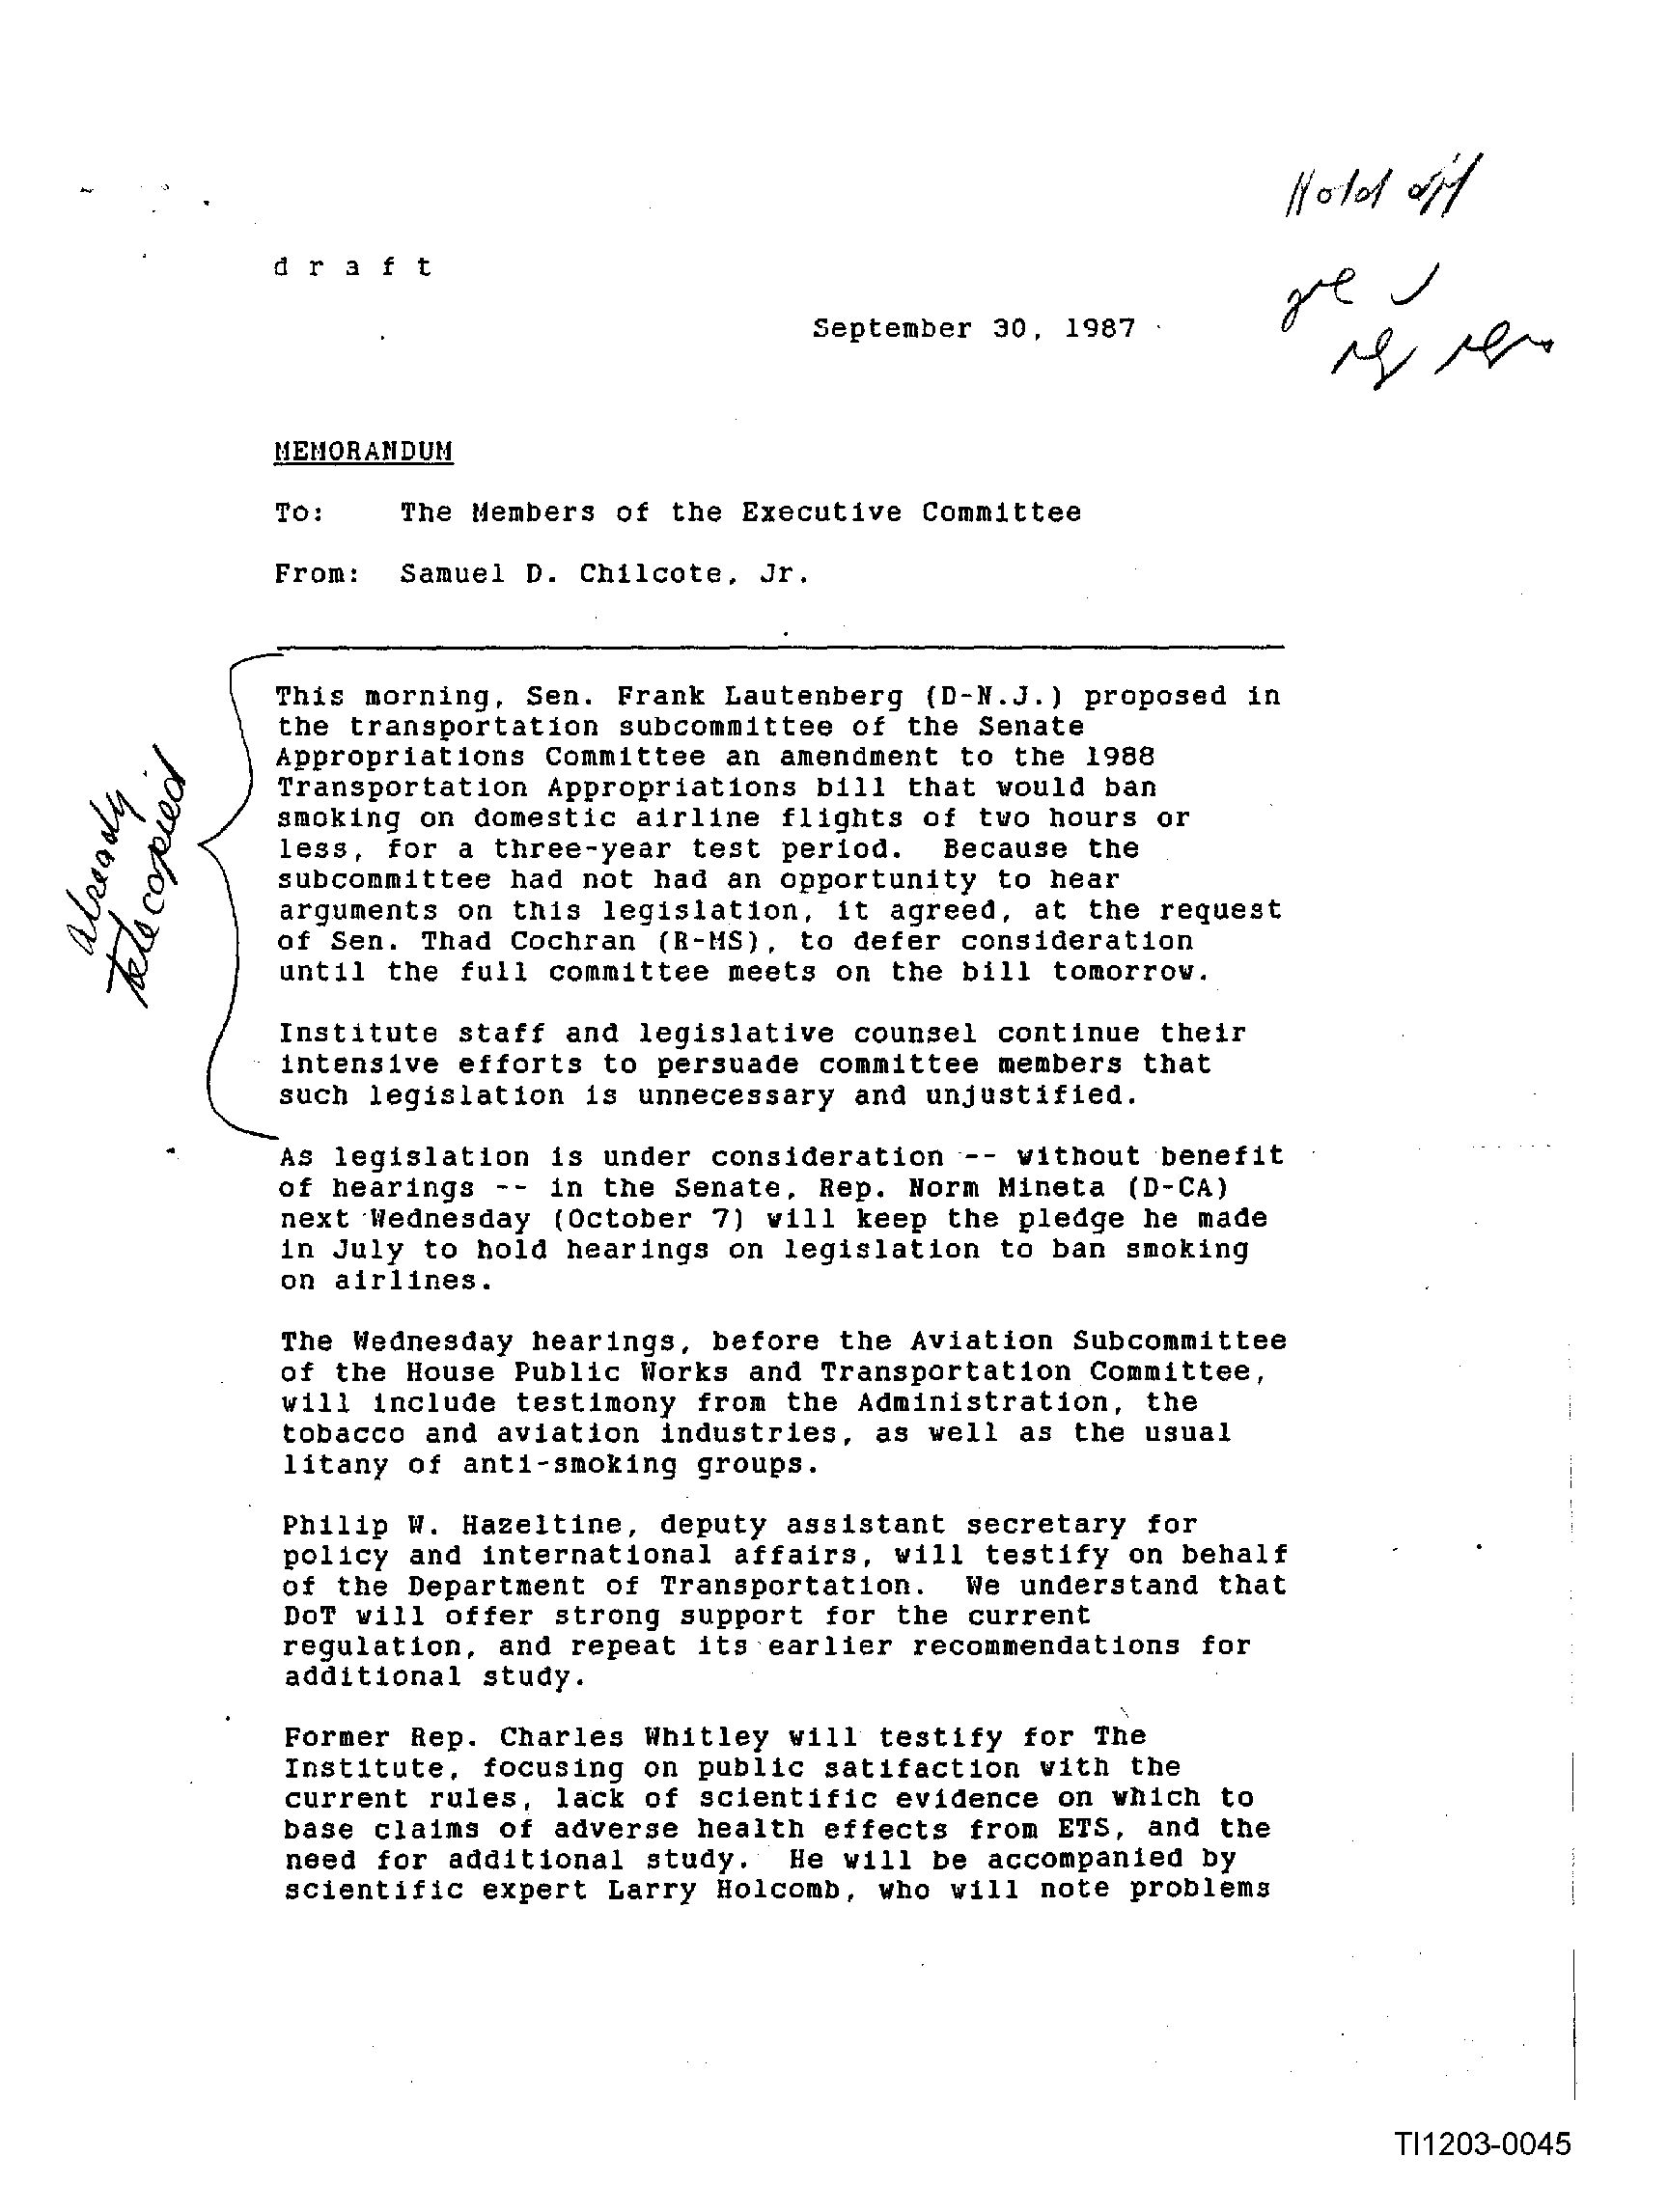 Hold off
d r a f t
September 30, 1987
MEMORANDUM
To: The Members of the Executive Committee
From: Samuel D. Chilcote, Jr.
already
telecopied
This morning, Sen. Frank Lautenberg (D-N.J.) proposed in
the transportation subcommittee of the Senate
Appropriations Committee an amendment to the 1988
Transportation Appropriations bill that would ban
smoking on domestic airline flights of two hours or
less, for a three-year test period. Because the
subcommittee had not had an opportunity to hear
arguments on this legislation, it agreed, at the request
of Sen. Thad Cochran (R-MS), to defer consideration
until the full committee meets on the bill tomorrow.
Institute staff and legislative counsel continue their
intensive efforts to persuade committee members that
such legislation is unnecessary and unjustified.
As legislation is under consideration -- without benefit
of hearings -- in the Senate, Rep. Norm Mineta (D-CA)
next Wednesday (October 7) will keep the pledge he made
in July to hold hearings on legislation to ban smoking
on airlines.
The Wednesday hearings, before the Aviation Subcommittee
of the House Public Works and Transportation Committee,
will include testimony from the Administration, the
tobacco and aviation industries, as well as the usual
litany of anti-smoking groups.
Philip W. Hazeltine, deputy assistant secretary for
policy and international affairs, will testify on behalf
of the Department of Transportation. We understand that
DoT will offer strong support for the current
regulation, and repeat its earlier recommendations for
additional study.
Former Rep. Charles Whitley will testify for The
Institute, focusing on public satifaction with the
current rules, lack of scientific evidence on which to
base claims of adverse health effects from ETS, and the
need for additional study. He will be accompanied by
scientific expert Larry Holcomb, who will note problems
TI1203-0045